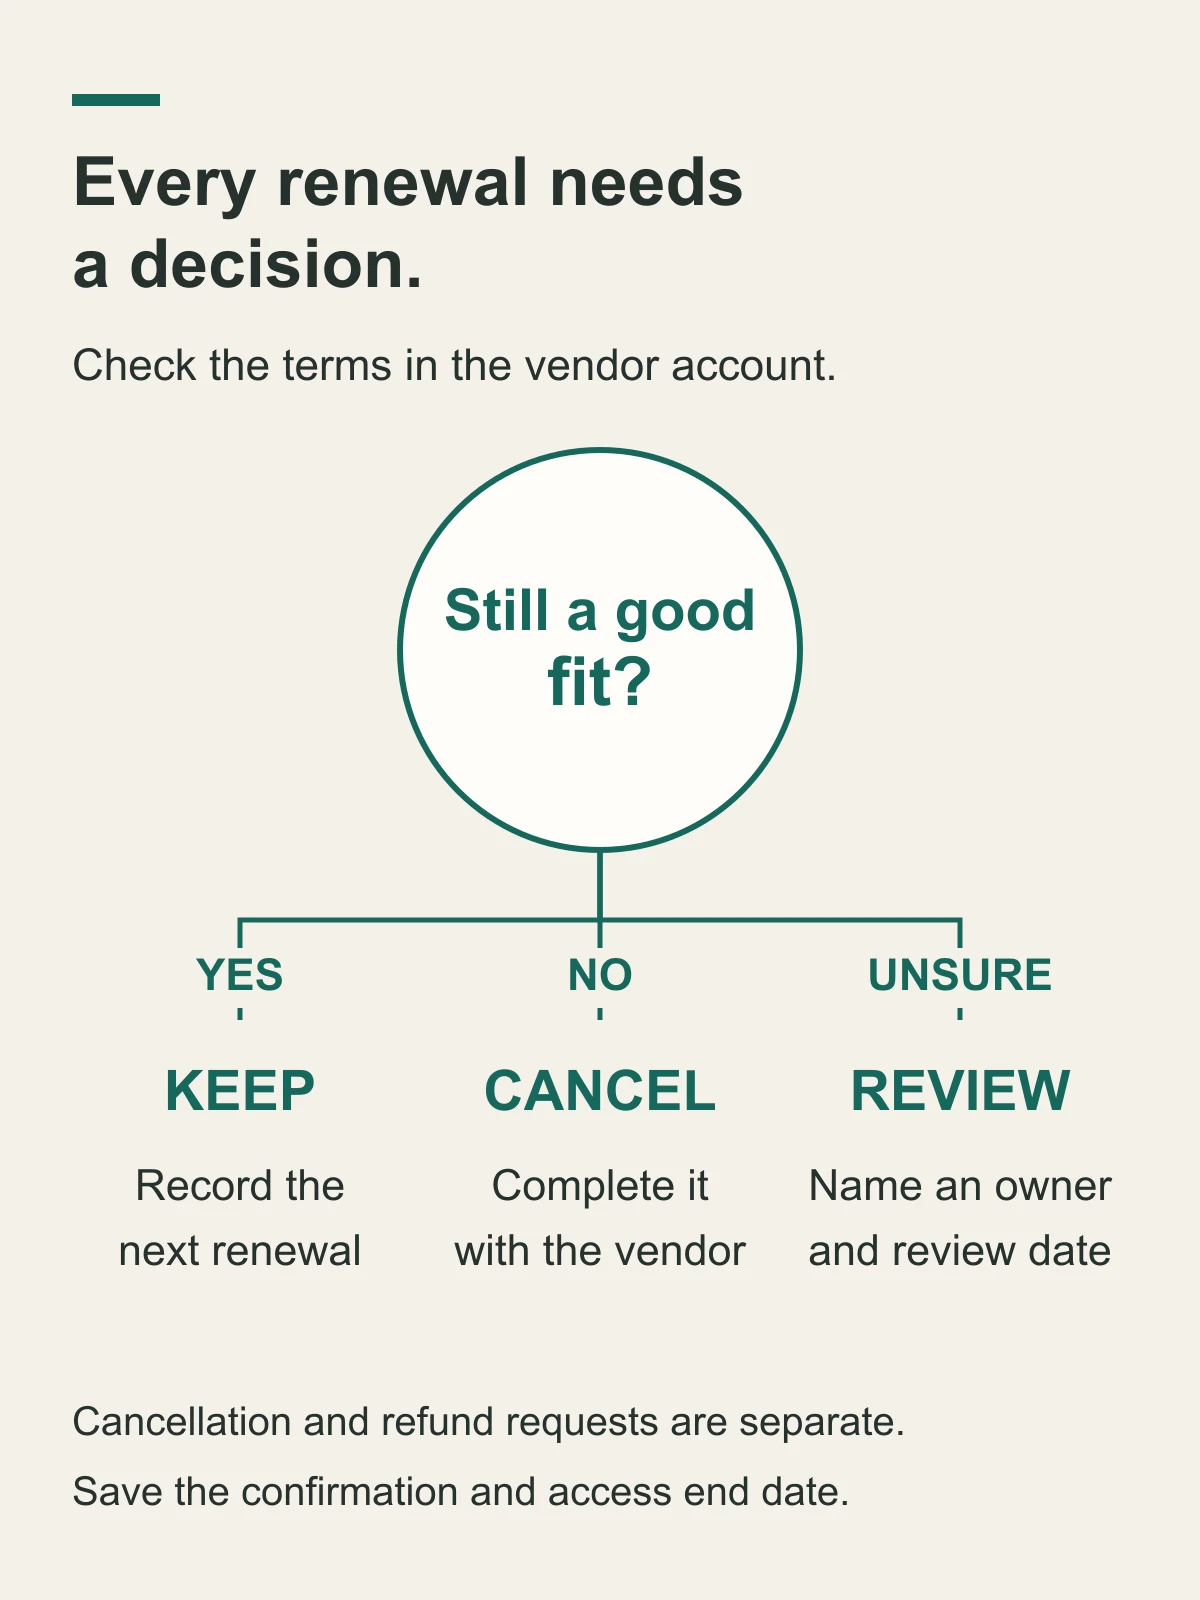 Every renewal needs
a decision.
Check the terms in the vendor account.
Still a good
fit?
YES
NO
UNSURE
KEEP
CANCEL
REVIEW
Record the
next renewal
Complete it
with the vendor
Name an owner
and review date
Cancellation and refund requests are separate.
Save the confirmation and access end date.